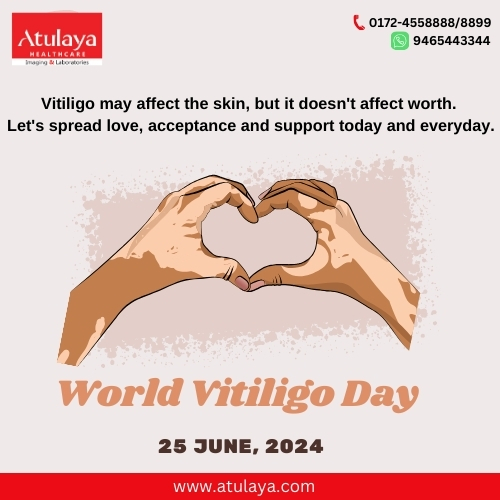 Atulaya
HEALTHCARE
Imaging & Laboratories
0172-4558888/8899
9465443344
Vitiligo may affect the skin, but it doesn't affect worth.
Let's spread love, acceptance and support today and everyday.
World Vitiligo Day
25 JUNE, 2024
www.atulaya.com